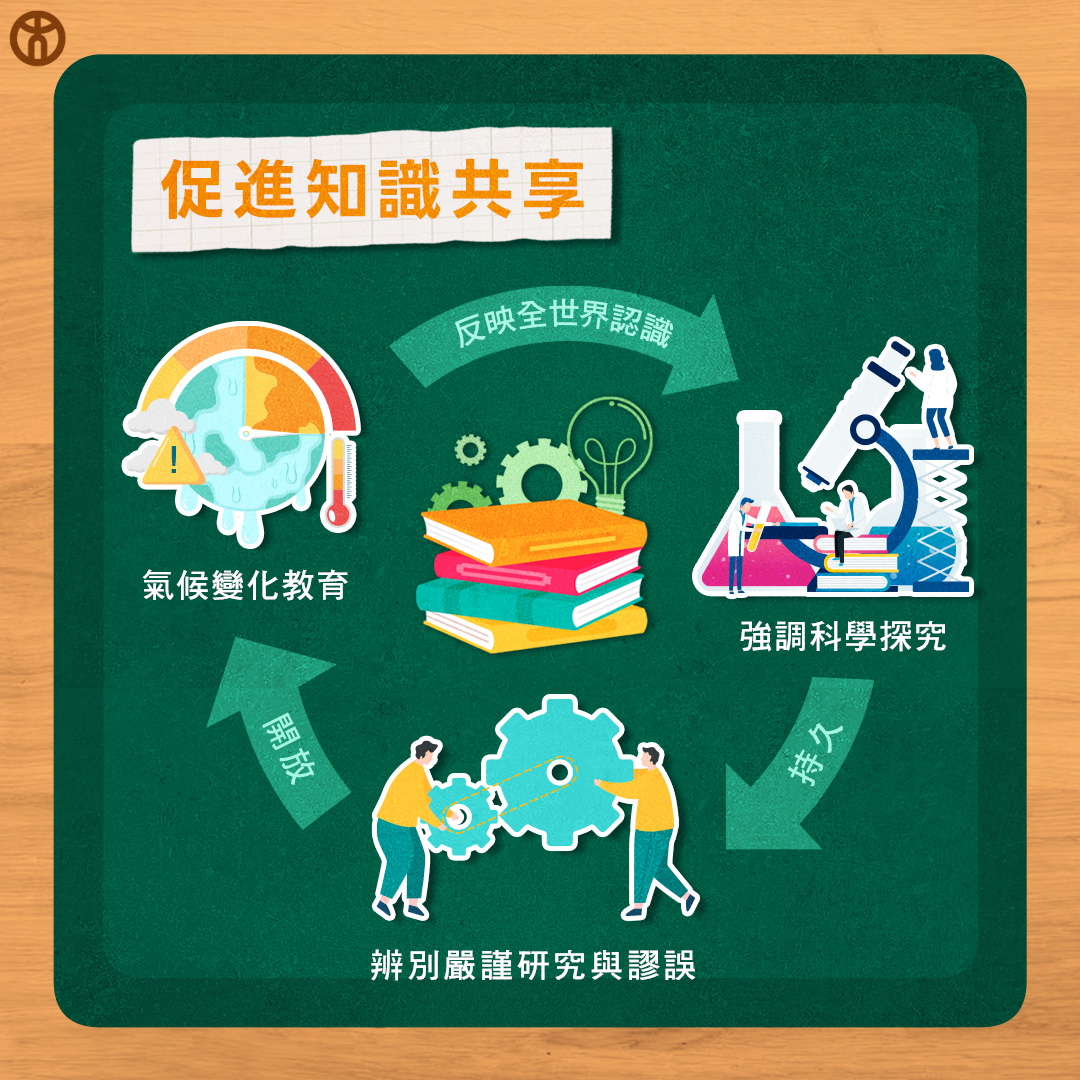 促進知識共享
反映全世界認識
氣候變化教育
強調科學探究
開放
持久
辨別嚴謹研究與謬誤